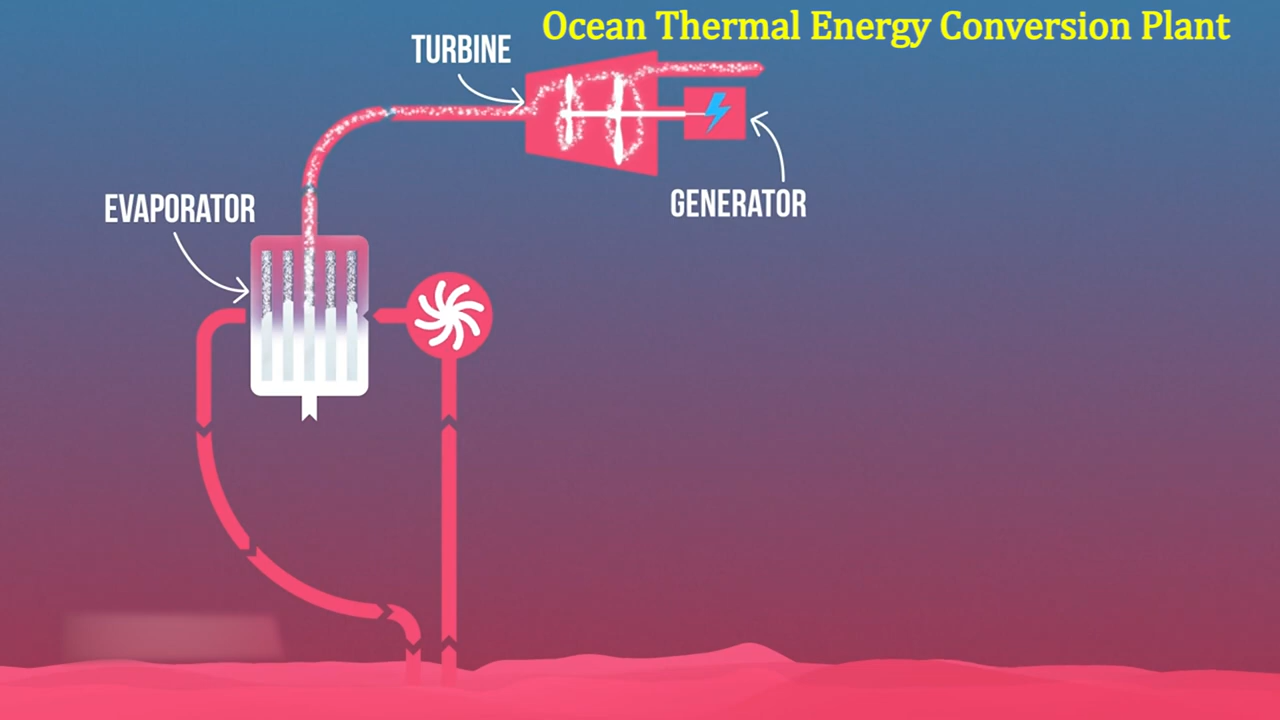 Ocean Thermal Energy Conversion Plant
TURBINE
GENERATOR
EVAPORATOR